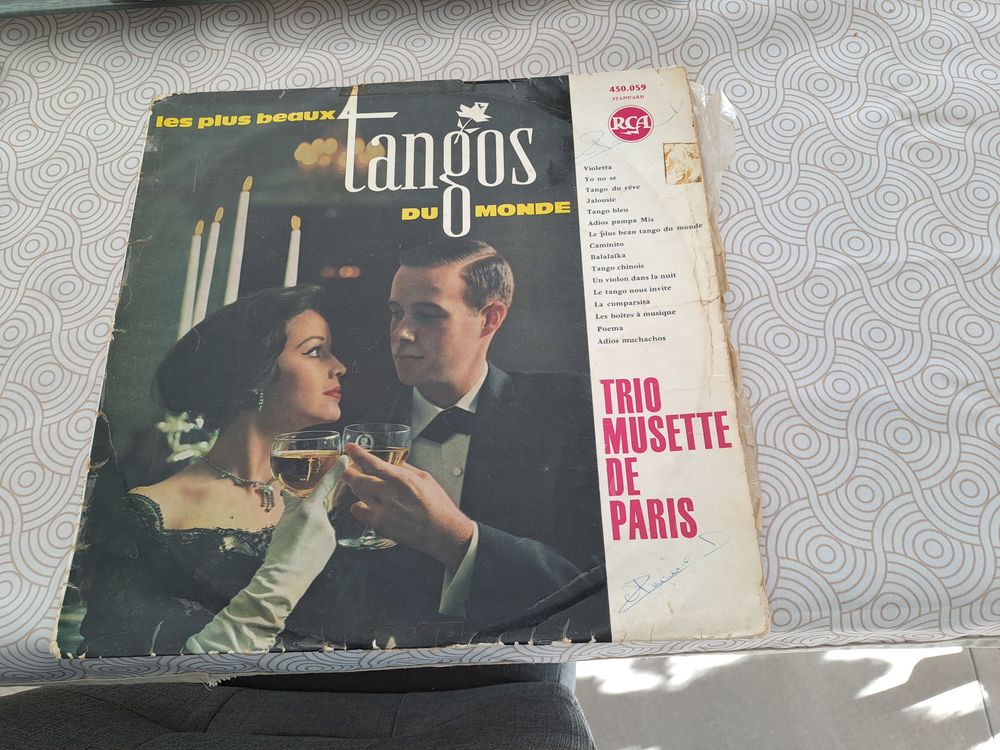 les plus beaux
tangos
DU MONDE
450.059
STANDARD
RCA
Violetta
Yo no se
Tango du rêve
Jalousie
Tango bleu
Adios pampa Mia
Le plus beau tango du monde
Caminito
Balalaïka
Tango chinois
Un violon dans la nuit
Le tango nous invite
La cumparsita
Les boîtes à musique
Poema
Adios muchachos
TRIO
MUSETTE
DE
PARIS